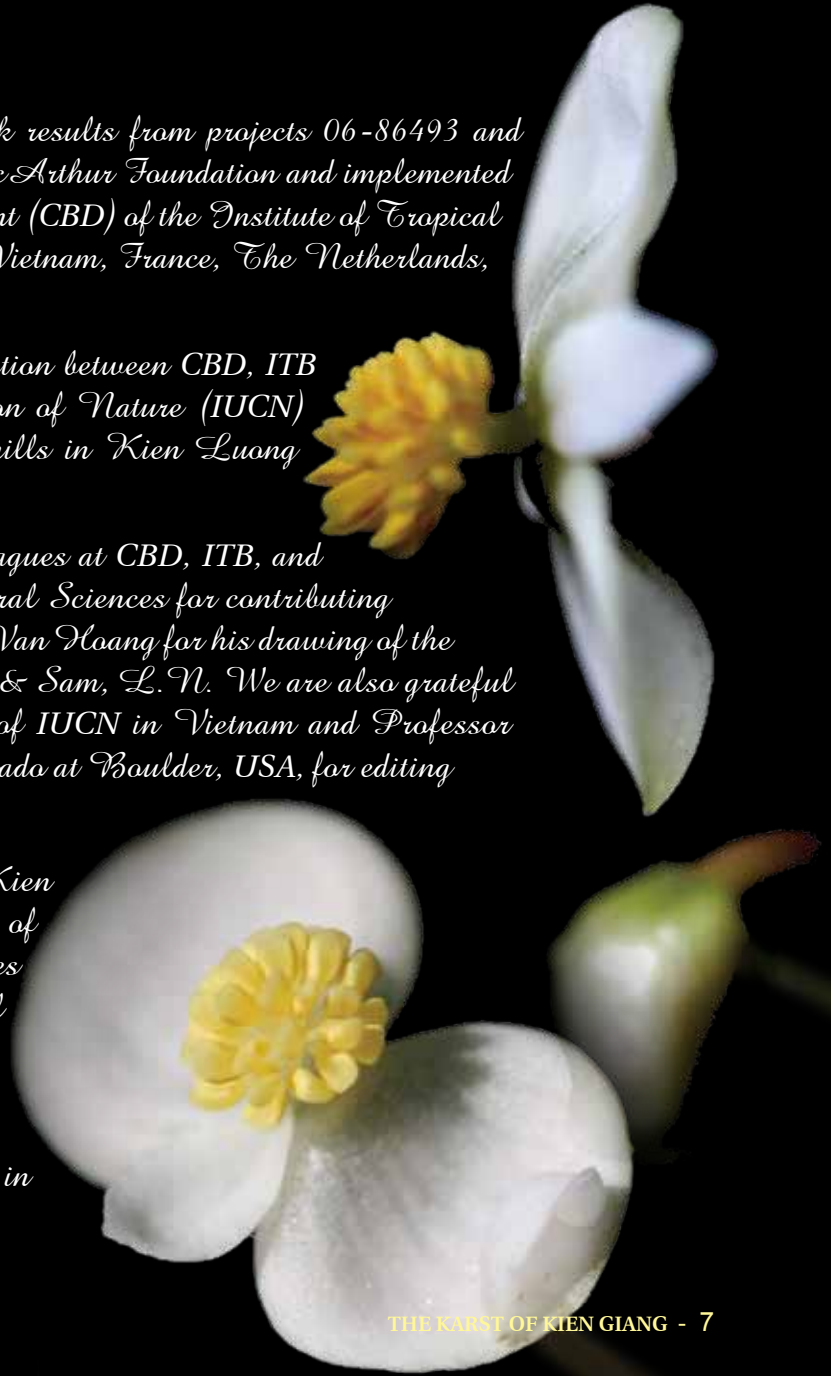 k results from projects 06-86493 and
cArthur Foundation and implemented
nt (CBD) of the Institute of Tropical
Vietnam, France, The Netherlands,
tion between CBD, ITB
on of Nature (IUCN)
hills in Kien Luong
agues at CBD, ITB, and
ral Sciences for contributing
Van Hoang for his drawing of the
& Sam, L.N. We are also grateful
of IUCN in Vietnam and Professor
ado at Boulder, USA, for editing
Kien
of
es
in
THE KARST OF KIEN GIANG - 7